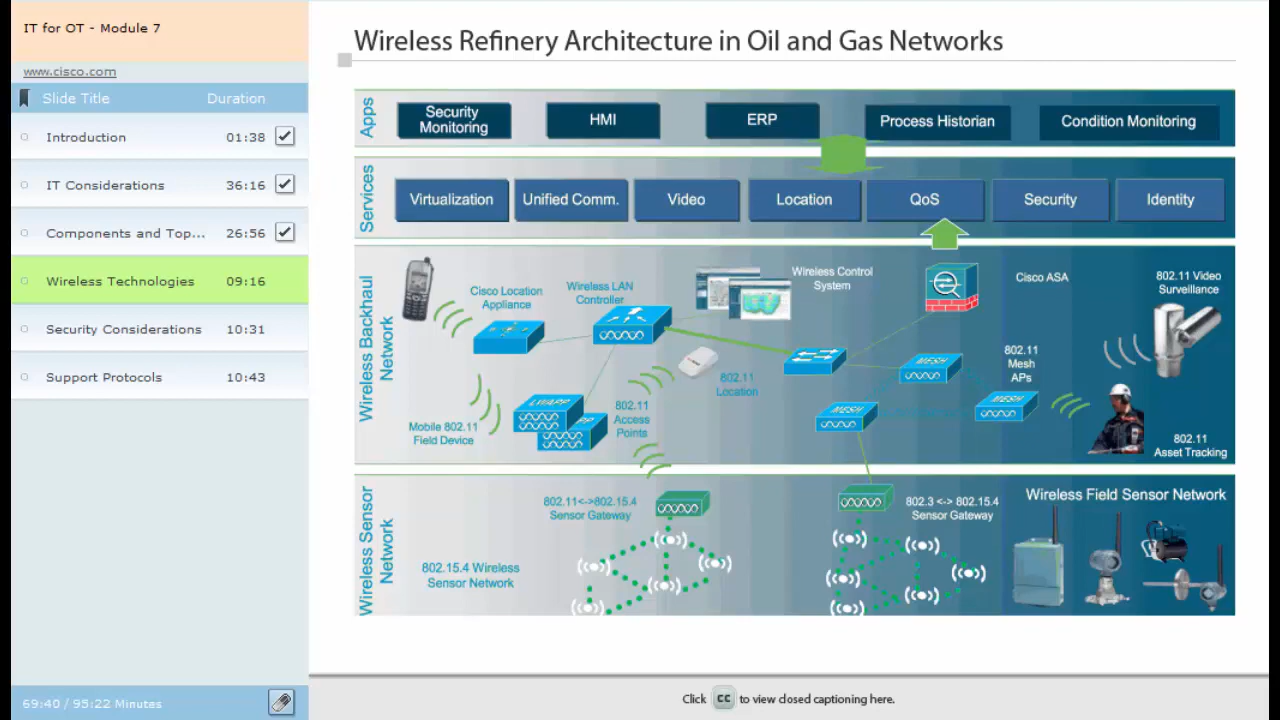 IT for OT - Module 7
www.cisco.com
Slide Title Duration
Introduction 01:38
IT Considerations 36:16
Components and Top... 26:56
Wireless Technologies 09:16
Security Considerations 10:31
Support Protocols 10:43
69:40 / 95:22 Minutes
Wireless Refinery Architecture in Oil and Gas Networks
Apps
Security
Monitoring
HMI
ERP
Process Historian
Condition Monitoring
Services
Virtualization
Unified Comm.
Video
Location
QoS
Security
Identity
Wireless Backhaul
Network
Cisco Location
Appliance
Wireless LAN
Controller
Wireless Control
System
Cisco ASA
802.11 Video
Surveillance
802.11
Location
802.11
Mesh
APs
MESH
MESH
MESH
LWAPP
Mobile 802.11
Field Device
802.11
Access
Points
802.11
Asset Tracking
Wireless Sensor
Network
802.11<->802.15.4
Sensor Gateway
802.3 <-> 802.15.4
Sensor Gateway
Wireless Field Sensor Network
802.15.4 Wireless
Sensor Network
Click CC to view closed captioning here.